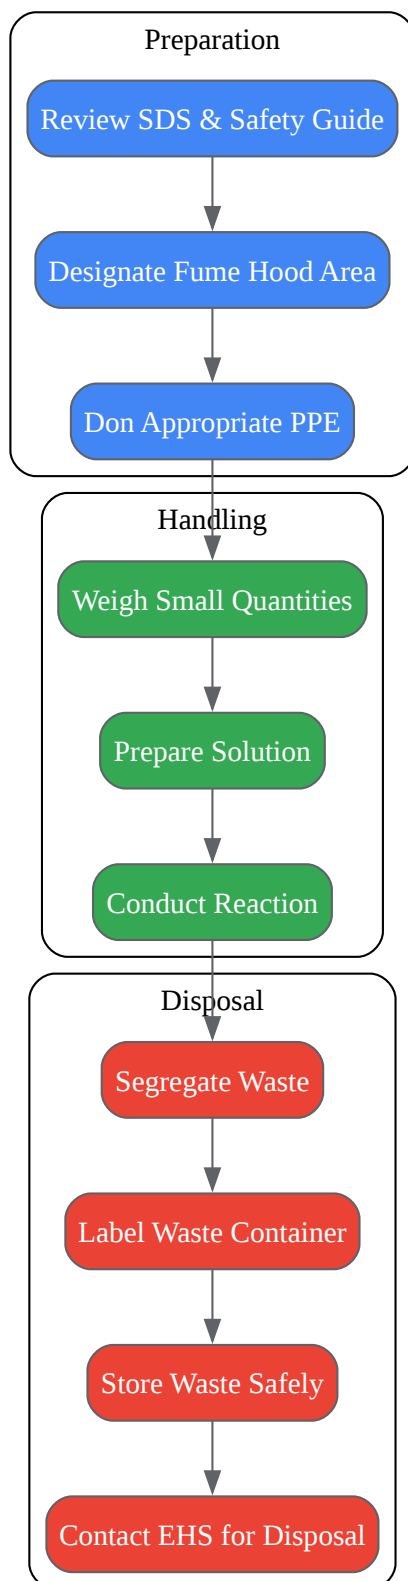 Preparation
Review SDS & Safety Guide
Designate Fume Hood Area
Don Appropriate PPE
Handling
Weigh Small Quantities
Prepare Solution
Conduct Reaction
Disposal
Segregate Waste
Label Waste Container
Store Waste Safely
Contact EHS for Disposal